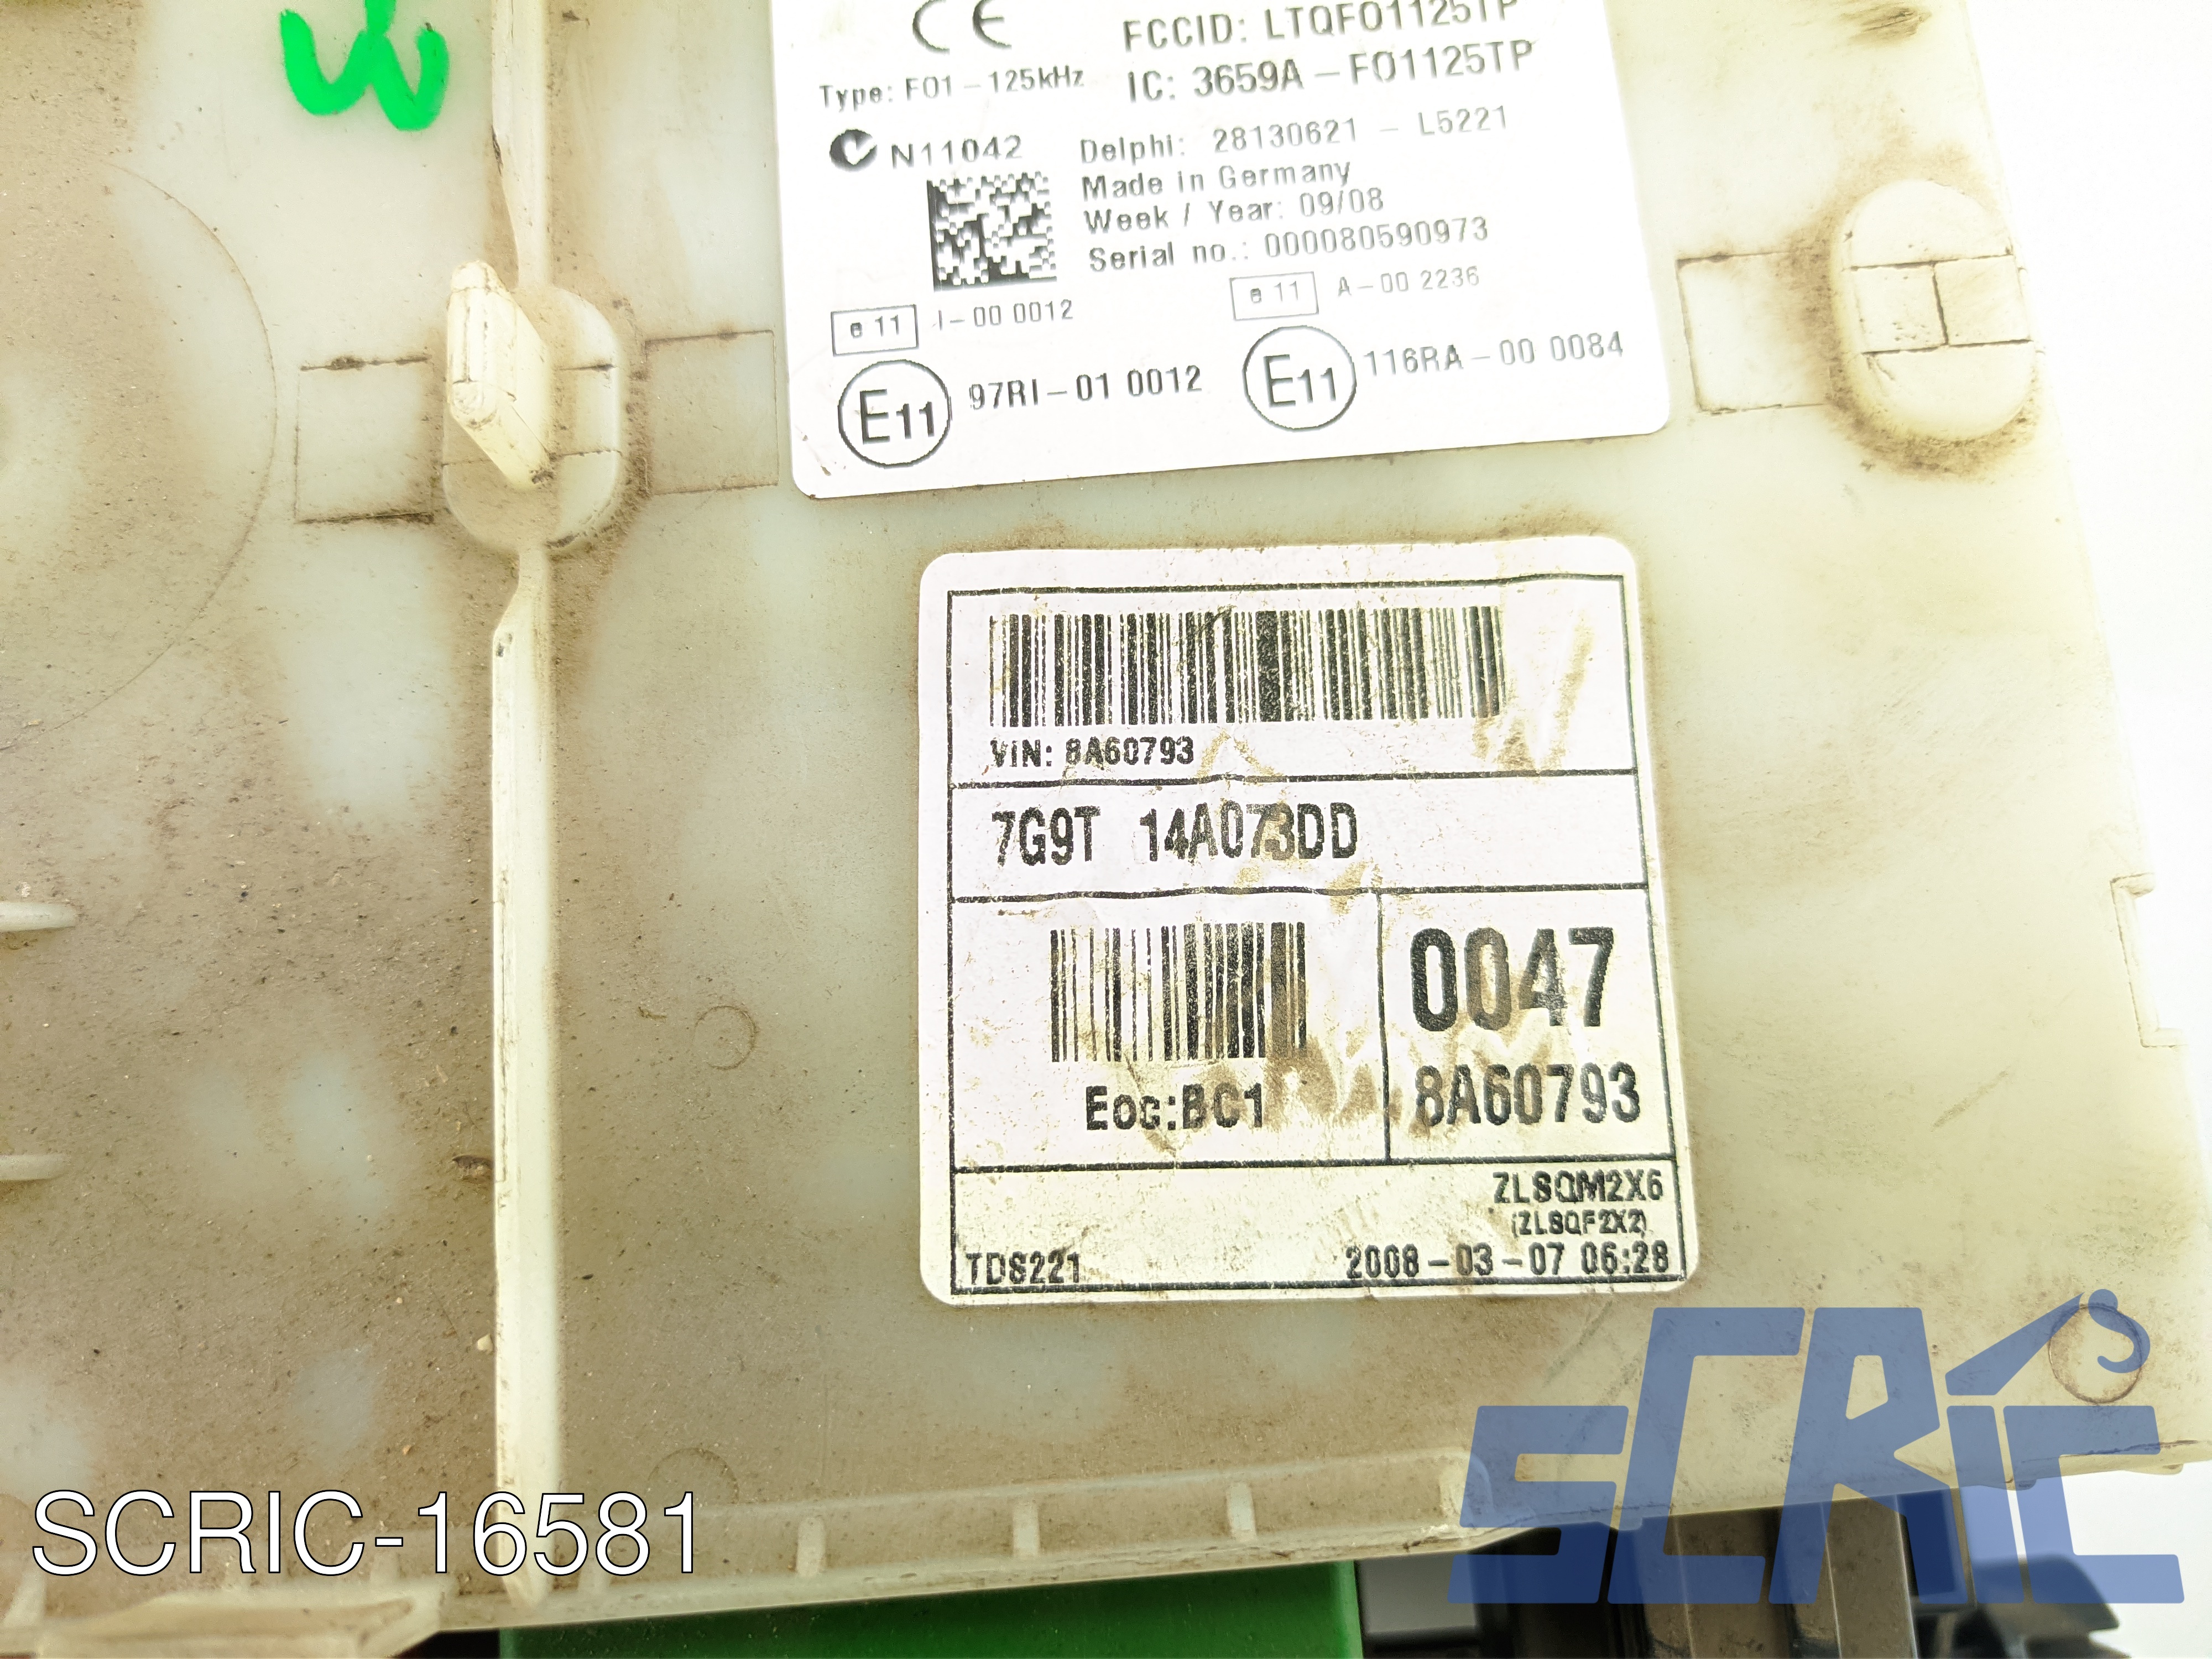 CE
FCCID: LTQFO1125TP
Type: FO1-125kHz
IC: 3659A-FO1125TP
N11042
Delphi: 28130621 - L5221
Made in Germany
Week / Year: 09/08
Serial no.: 000080590973
e 11 I-00 0012
e 11 A-00 2236
E11 97RI-01 0012
E11 116RA-00 0084
VIN: 8A60793
7G9T 14A073DD
0047
Eoc:BC1
8A60793
ZLSQM2X6
(ZLSQF2X2)
TDS221
2008-03-07 06:28
SCRIC-16581
SCRIC